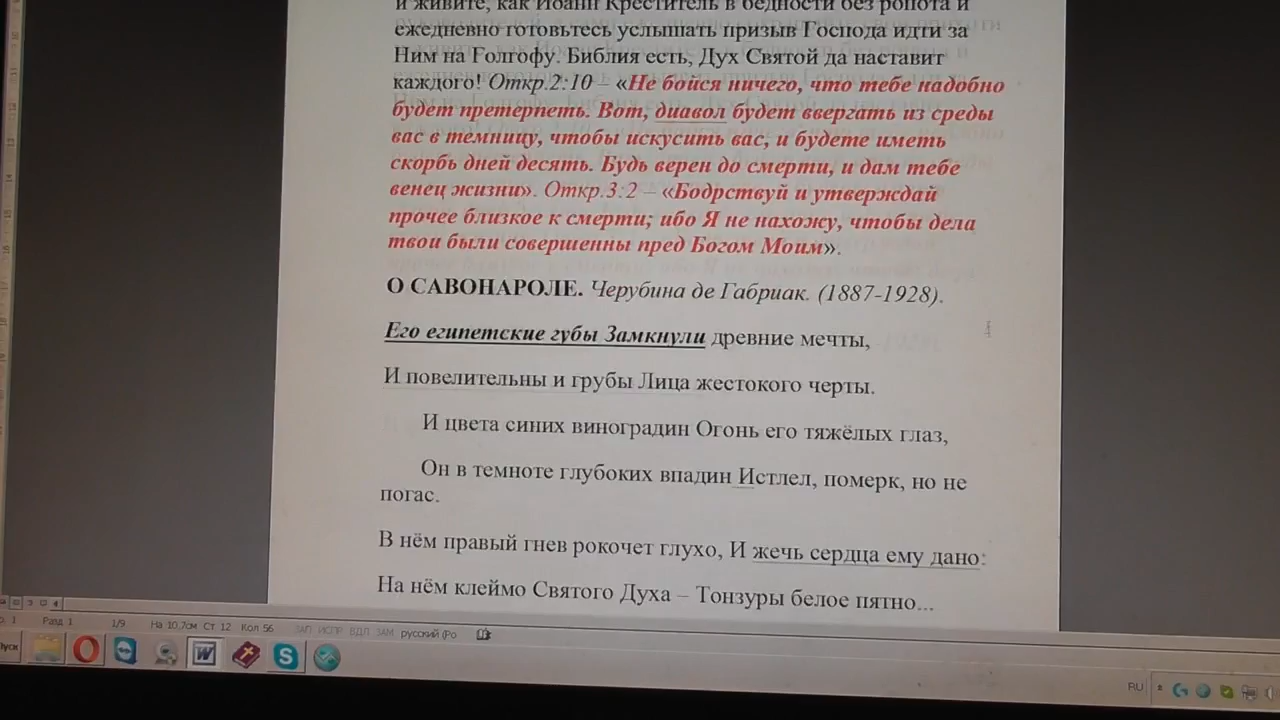 и живите, как Иоанн Креститель в бедности без ропота и
ежедневно готовьтесь услышать призыв Господа идти за
Ним на Голгофу. Библия есть, Дух Святой да наставит
каждого! Откр.2:10 – «Не бойся ничего, что тебе надобно
будет претерпеть. Вот, диавол будет ввергать из среды
вас в темницу, чтобы искусить вас, и будете иметь
скорбь дней десять. Будь верен до смерти, и дам тебе
венец жизни». Откр.3:2 – «Бодрствуй и утверждай
прочее близкое к смерти; ибо Я не нахожу, чтобы дела
твои были совершенны пред Богом Моим».
О САВОНАРОЛЕ. Черубина де Габриак. (1887-1928).
Его египетские губы Замкнули древние мечты,
И повелительны и грубы Лица жестокого черты.
И цвета синих виноградин Огонь его тяжёлых глаз,
Он в темноте глубоких впадин Истлел, померк, но не
погас.
В нём правый гнев рокочет глухо, И жечь сердца ему дано:
На нём клеймо Святого Духа – Тонзуры белое пятно...
Разд 1 1/9 На 10,7см Ст 12 Кол 56 ЗАП ИСПР ВДЛ ЗАМ русский (Ро
Пуск
RU